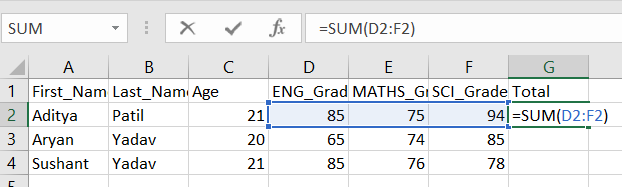 SUM =SUM(D2:F2)
A B C D E F G
1 First_Nam Last_Name Age ENG_Grad MATHS_Gr SCI_Grade Total
2 Aditya Patil 21 85 75 94 =SUM(D2:F2)
3 Aryan Yadav 20 65 74 85
4 Sushant Yadav 21 85 76 78